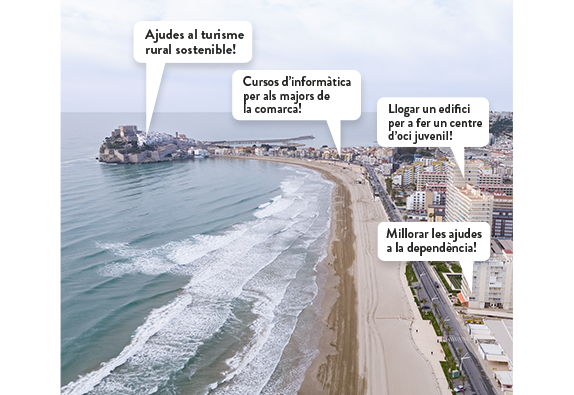 Ajudes al turisme
rural sostenible!
Cursos d’informàtica
per als majors de
la comarca!
Llogar un edifici
per a fer un centre
d’oci juvenil!
Millorar les ajudes
a la dependència!